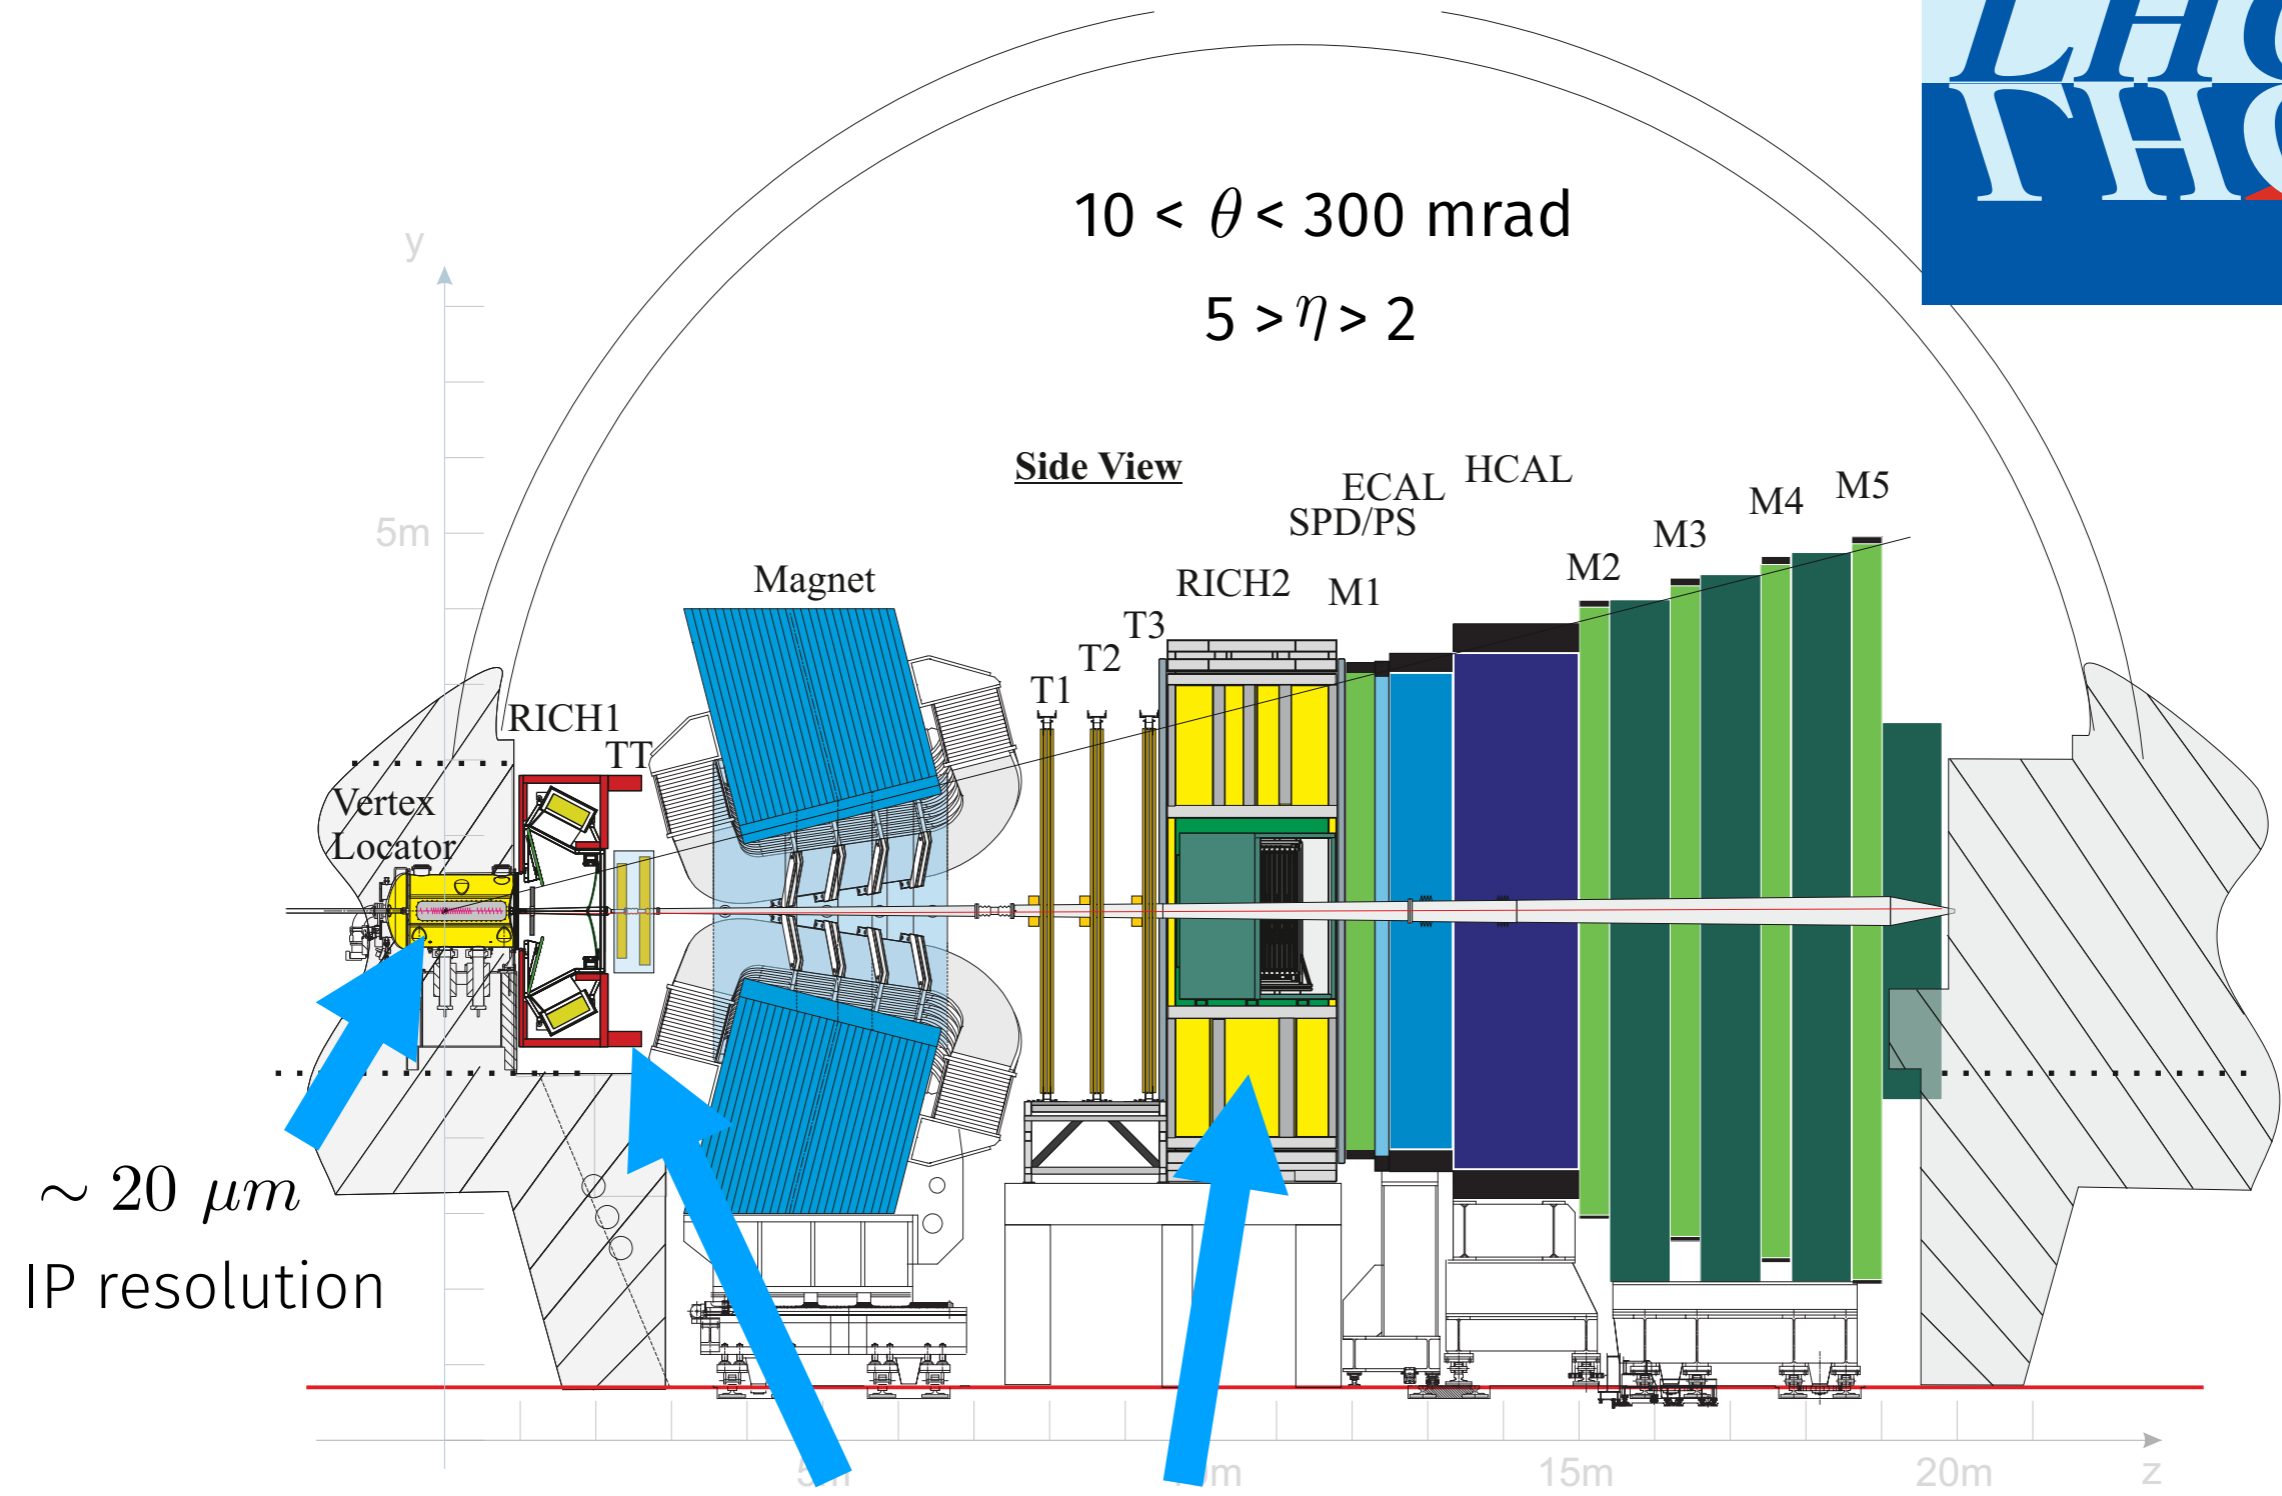 LHC
10 < θ < 300 mrad
y
5 > η > 2
Side View
HCAL
ECAL
M5
M4
SPD/PS
M3
5m
M2
Magnet
RICH2
M1
T3
T2
T1
RICH1
TT
Vertex
Locator
~ 20 μm
IP resolution
15m
20m
z